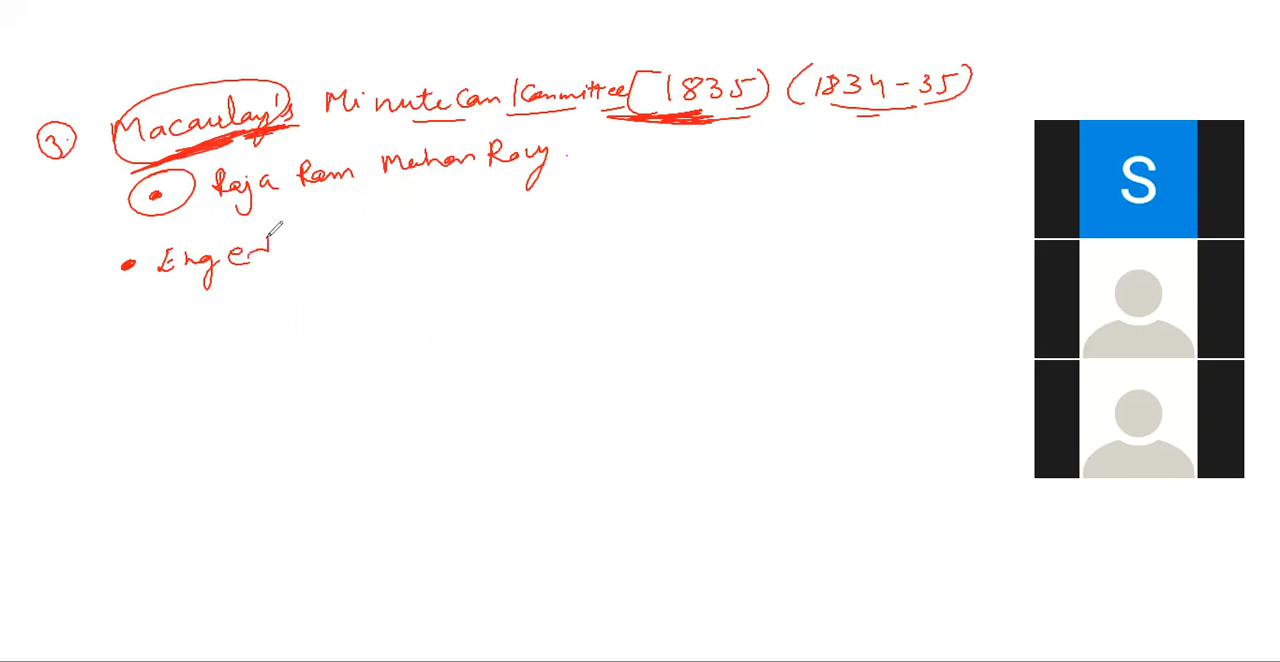 3. Macaulay's Minute Can / Committee [1835) (1834-35)
• Raja Ram Mohan Roy.
• Enger
S